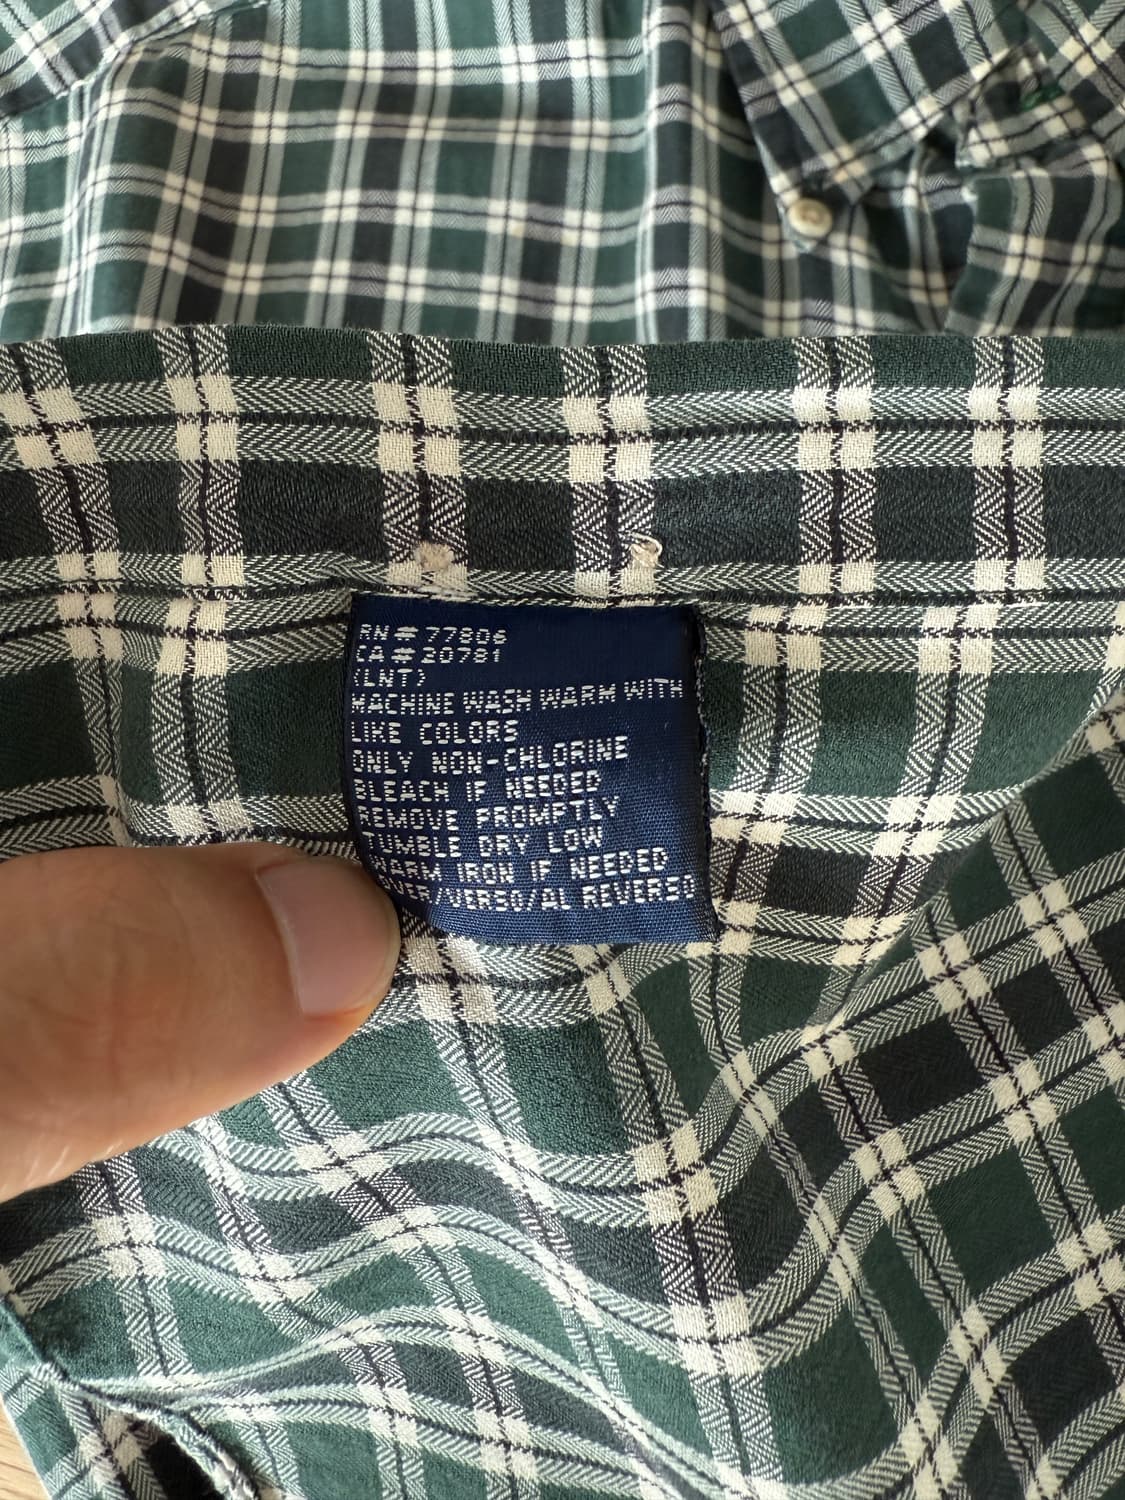 RN # 77806
CA # 20781
(LNT)
MACHINE WASH WARM WITH
LIKE COLORS
ONLY NON-CHLORINE
BLEACH IF NEEDED
REMOVE PROMPTLY
TUMBLE DRY LOW
WARM IRON IF NEEDED
OVER/VERSO/AL REVERSO